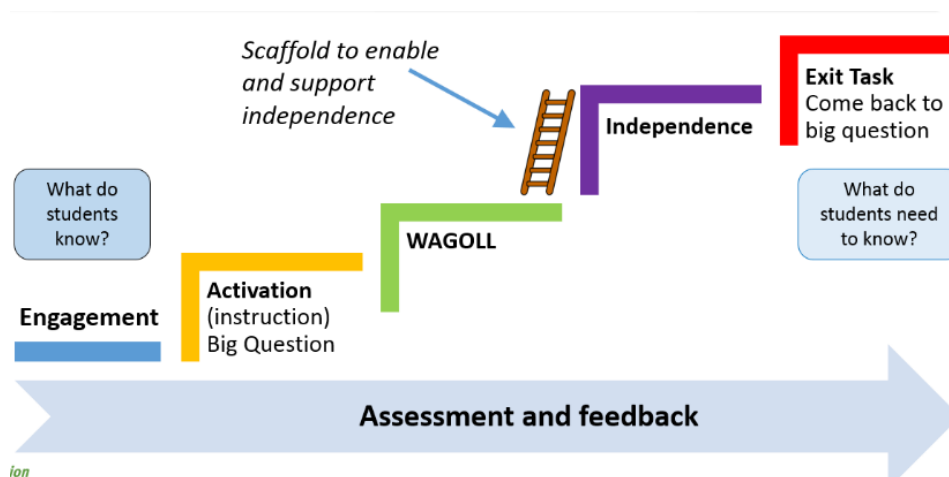 Scaffold to enable
and support
independence
Exit Task
Come back to
big question
Independence
What do
students
know?
What do
students need
to know?
WAGOLL
Activation
(instruction)
Big Question
Engagement
Assessment and feedback
ion